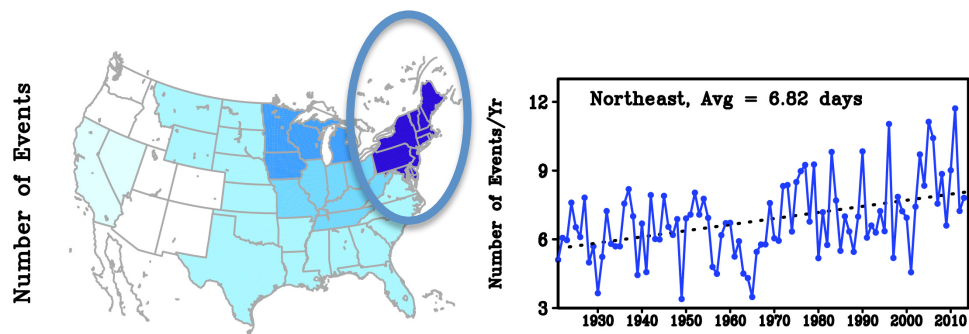 Number of Events
Number of Events/Yr
Northeast, Avg = 6.82 days
12
9
6
3
1930 1940 1950 1960 1970 1980 1990 2000 2010